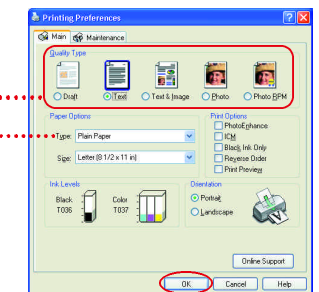 Printing Preferences
Main Maintenance
Quality Type
Draft Text Text & Image Photo Photo RPM
Paper Options
Type: Plain Paper
Size: Letter (8 1/2 x 11 in)
Print Options
PhotoEnhance
ICM
Black Ink Only
Reverse Order
Print Preview
Ink Levels
Black T036
Color T037
Orientation
Portrait
Landscape
Online Support
OK Cancel Help